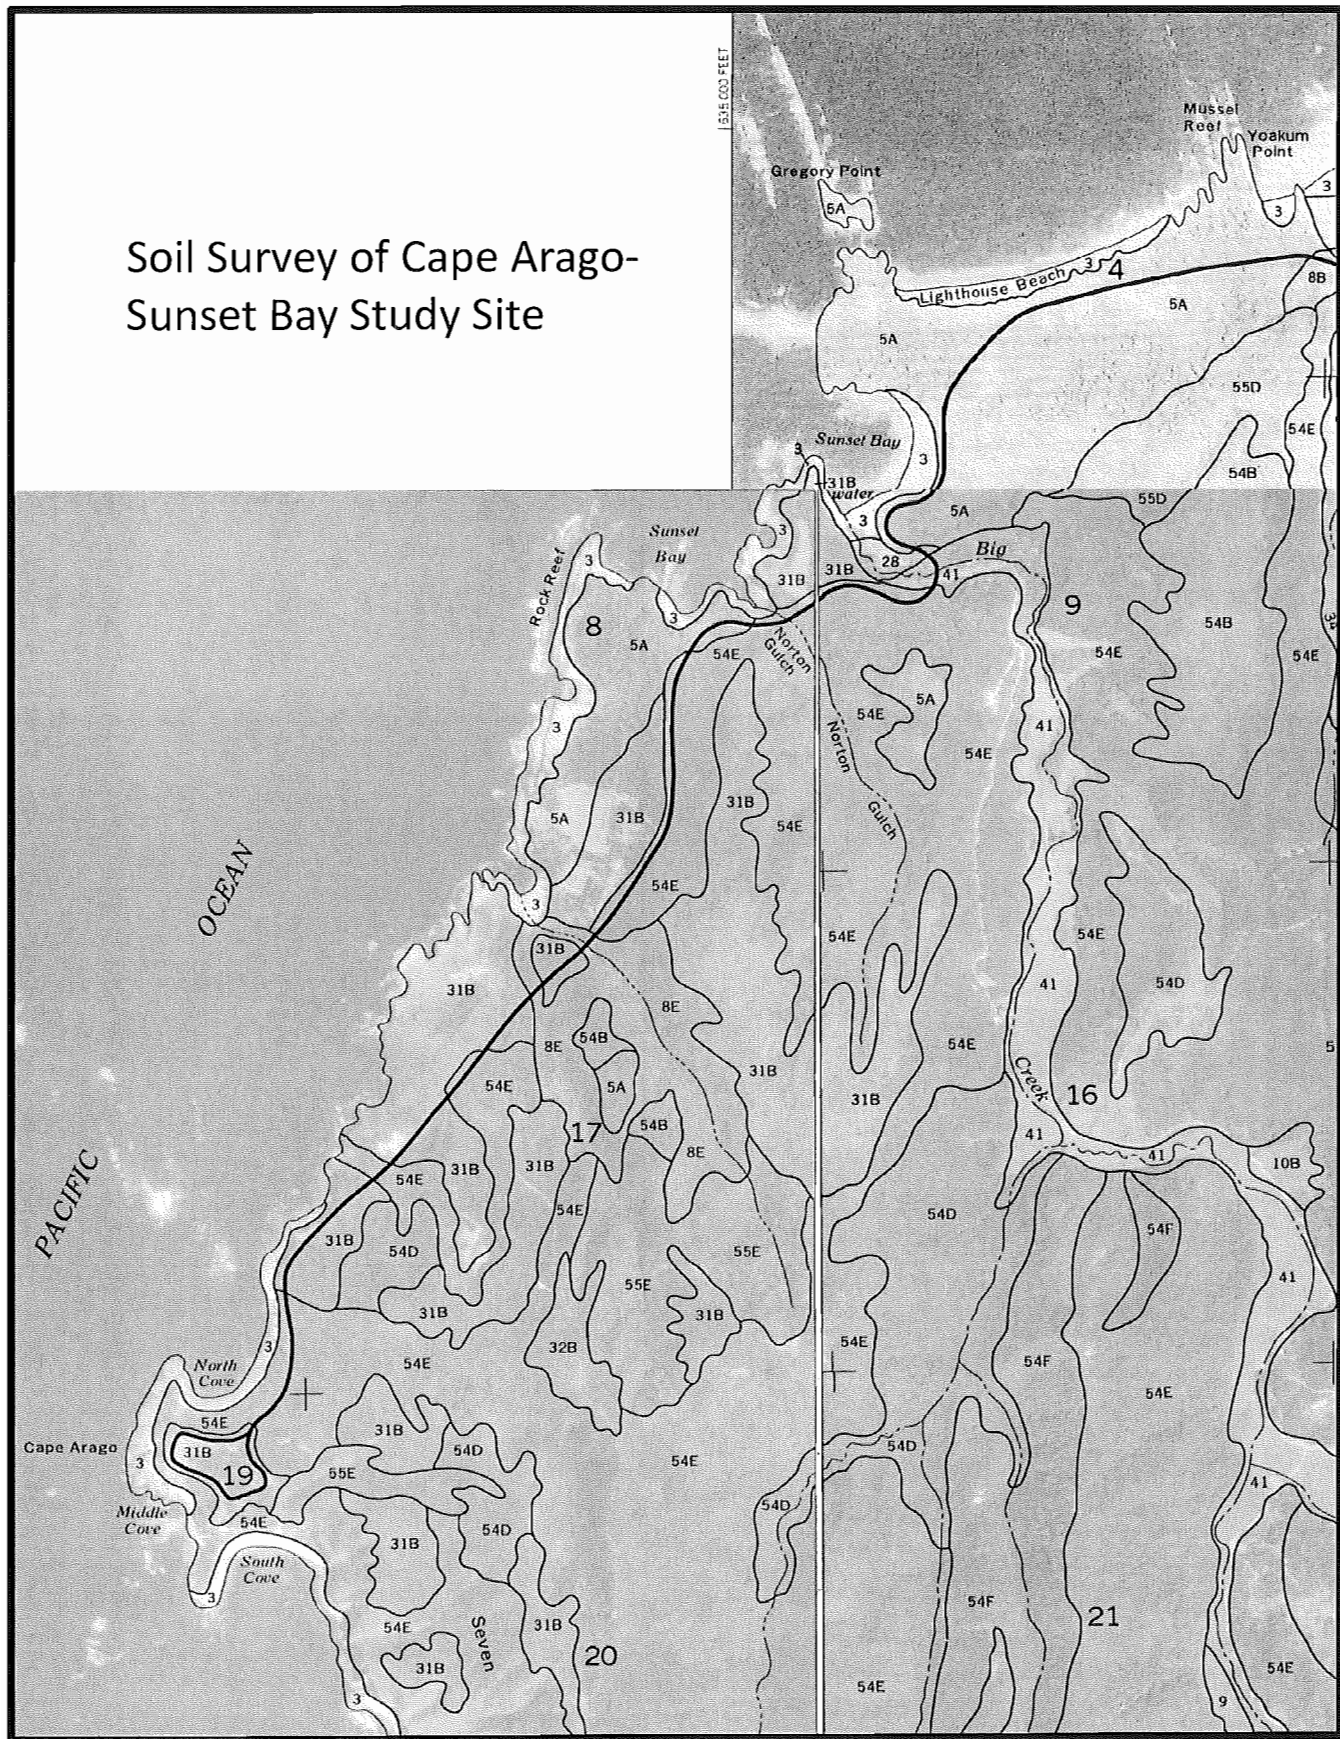 Soil Survey of Cape Arago-
Sunset Bay Study Site
1635 000 FEET
Mussel
Reef
Yoakum
Point
Gregory Point
5A
3
3
3
4
Lighthouse Beach
8B
5A
5A
55D
54E
Sunset Bay
3
3
54B
31B
water
55D
3
5A
Sunset
Bay
3
Big
Rock Reef
3
28
31B
41
31B
9
8
3
54B
5A
54E
Norton
Gulch
54E
54E
5A
54E
3
Norton
41
54E
31B
5A
31B
54E
Gulch
OCEAN
54E
3
54E
54E
31B
31B
54D
41
8E
8E
54B
54E
54E
31B
5A
Creek
16
31B
17
54B
41
8E
41
10B
PACIFIC
31B
31B
54E
54E
54D
54F
31B
54D
55E
55E
41
31B
31B
54E
3
32B
54F
North
Cove
54E
54E
54E
31B
Cape Arago
31B
54D
54D
3
19
55E
54E
41
Middle
Cove
54E
54D
54D
31B
South
Cove
3
54F
21
54E
Seven
31B
20
31B
54E
54E
3
9